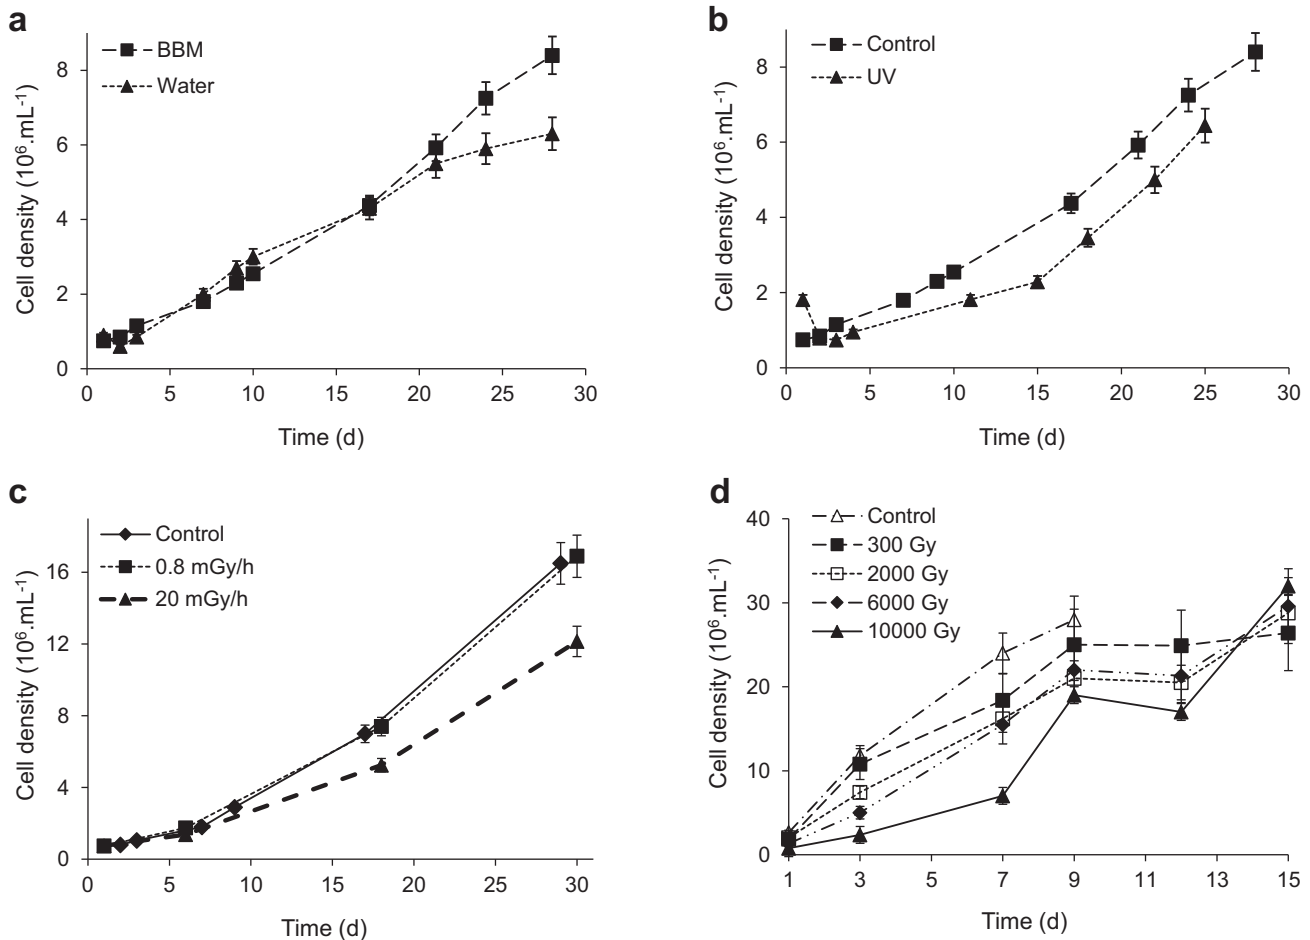 a
BBM
Water
Cell density (10⁶.mL⁻¹)
8
6
4
2
0
0 5 10 15 20 25 30
Time (d)
b
Control
UV
Cell density (10⁶.mL⁻¹)
8
6
4
2
0
0 5 10 15 20 25 30
Time (d)
c
Control
0.8 mGy/h
20 mGy/h
Cell density (10⁶.mL⁻¹)
16
12
8
4
0
0 5 10 15 20 25 30
Time (d)
d
Control
300 Gy
2000 Gy
6000 Gy
10000 Gy
Cell density (10⁶.mL⁻¹)
40
30
20
10
0
1 3 5 7 9 11 13 15
Time (d)